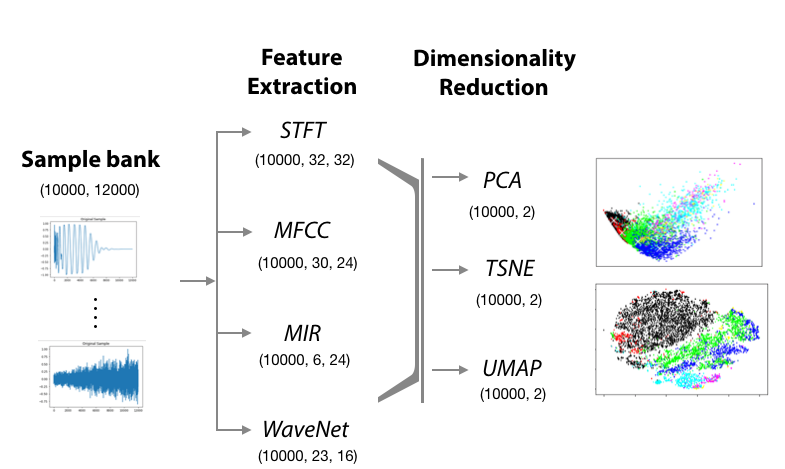 Feature
Extraction
Dimensionality
Reduction
Sample bank
(10000, 12000)
Original Sample
Original Sample
STFT
(10000, 32, 32)
MFCC
(10000, 30, 24)
MIR
(10000, 6, 24)
WaveNet
(10000, 23, 16)
PCA
(10000, 2)
TSNE
(10000, 2)
UMAP
(10000, 2)